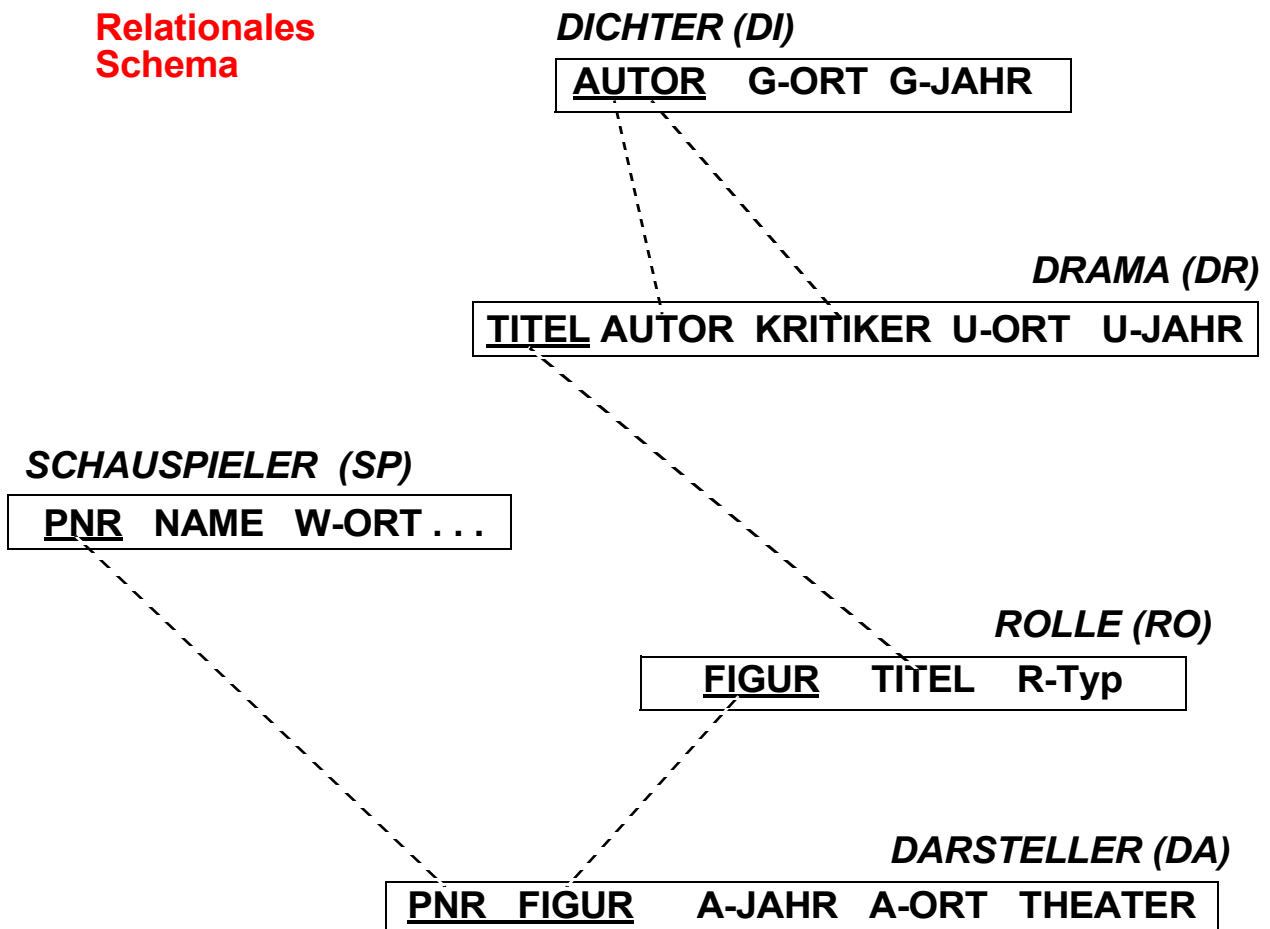 Relationales
Schema
DICHTER (DI)
AUTOR G-ORT G-JAHR
DRAMA (DR)
TITEL AUTOR KRITIKER U-ORT U-JAHR
SCHAUSPIELER (SP)
PNR NAME W-ORT . . .
ROLLE (RO)
FIGUR TITEL R-Typ
DARSTELLER (DA)
PNR FIGUR A-JAHR A-ORT THEATER